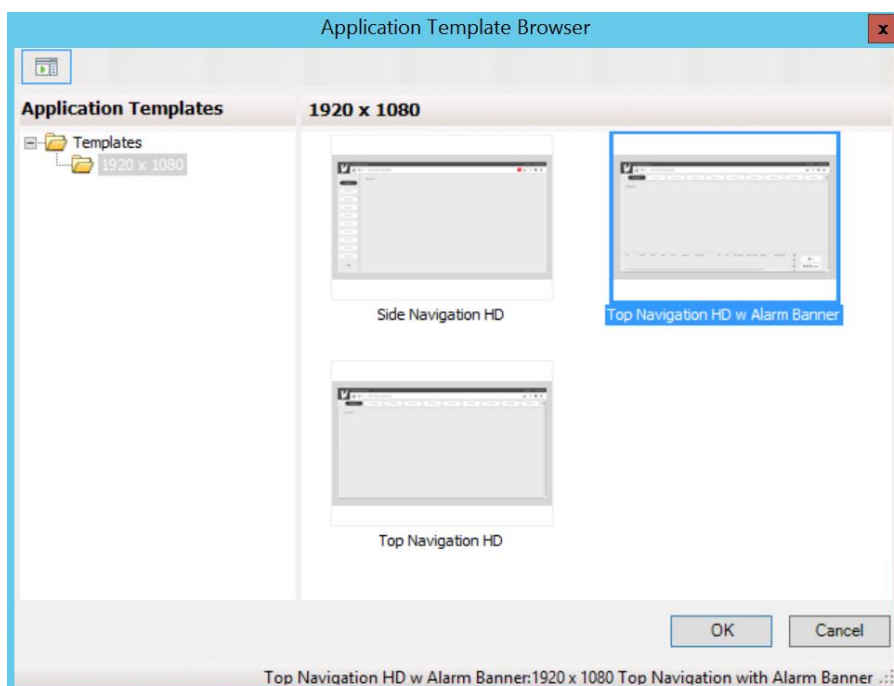 Application Template Browser
x
Application Templates
1920 x 1080
Templates
1920 x 1080
Side Navigation HD
Top Navigation HD w Alarm Banner
Top Navigation HD
OK
Cancel
Top Navigation HD w Alarm Banner:1920 x 1080 Top Navigation with Alarm Banner